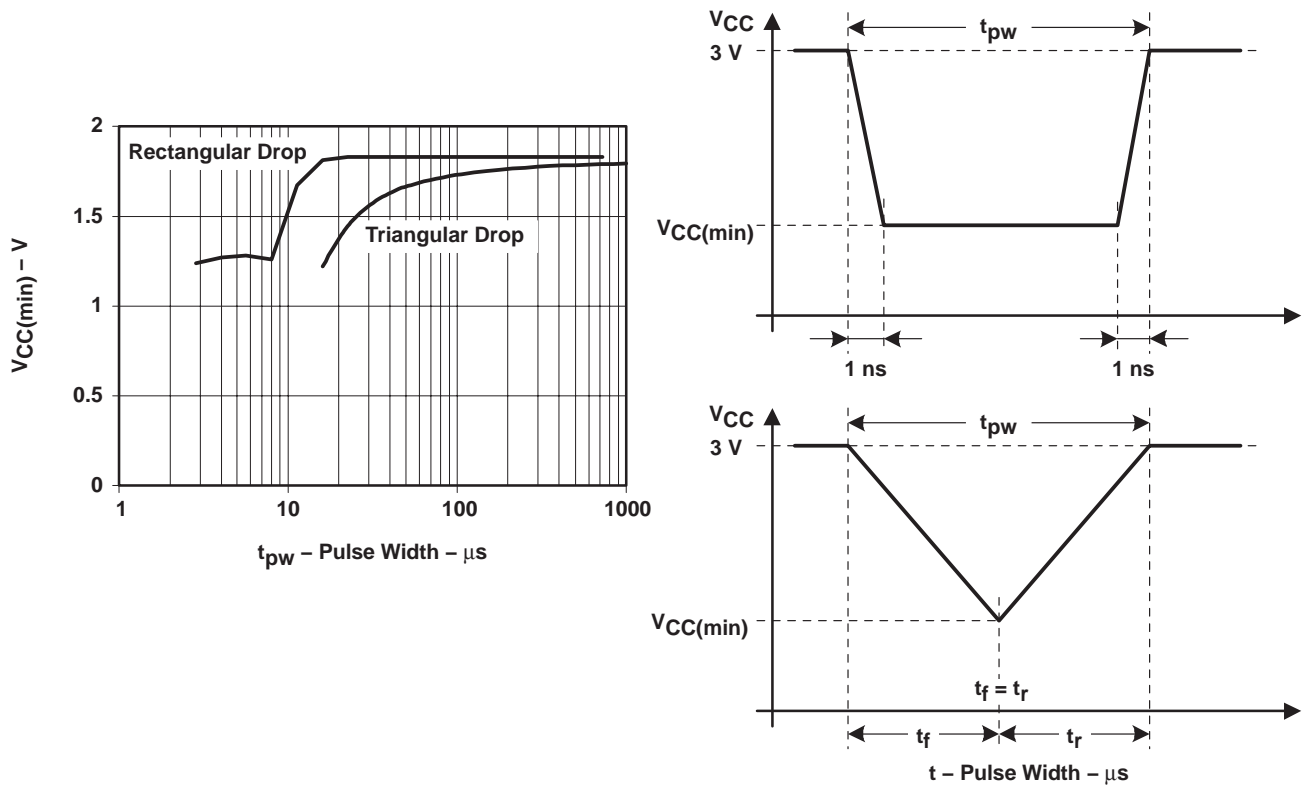 2
1.5
1
0.5
0
VCC(min) – V
Rectangular Drop
Triangular Drop
1
10
100
1000
tpw – Pulse Width – μs
VCC
3 V
tpw
VCC(min)
1 ns
1 ns
VCC
3 V
tpw
VCC(min)
tf = tr
tf
tr
t – Pulse Width – μs